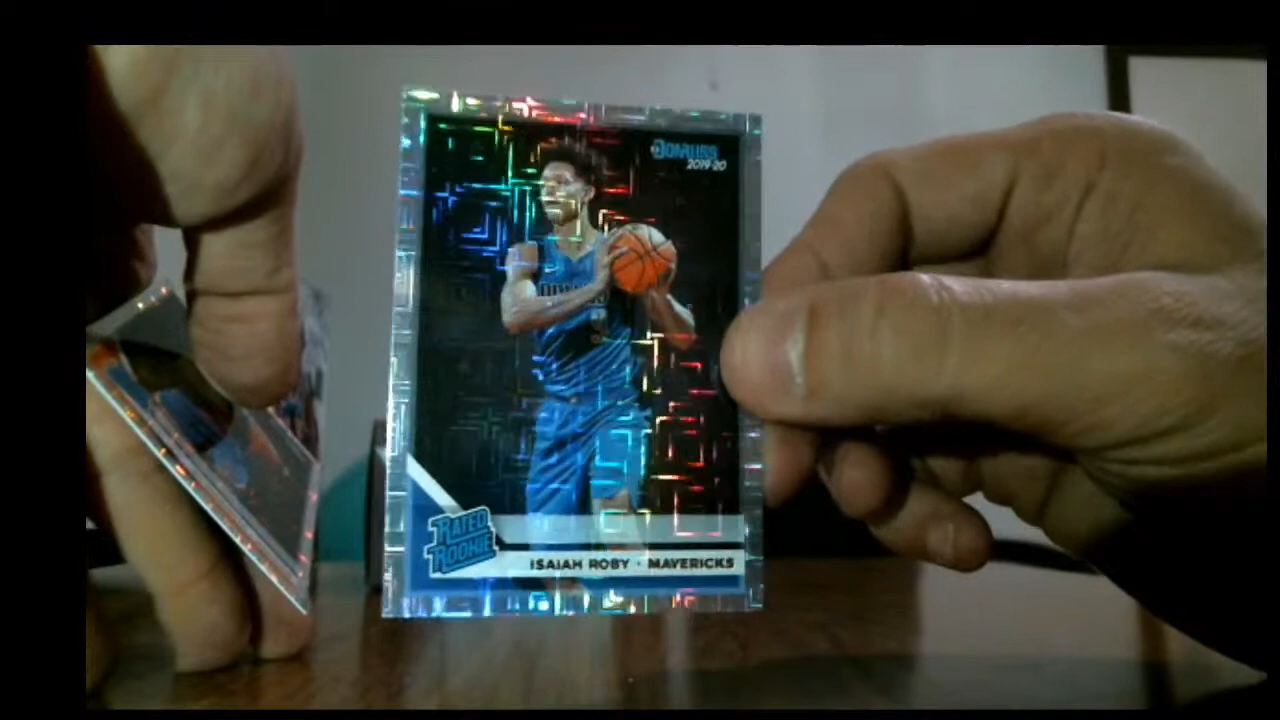 DONRUSS
2019-20
RATED
ROOKIE
ISAIAH ROBY · MAVERICKS